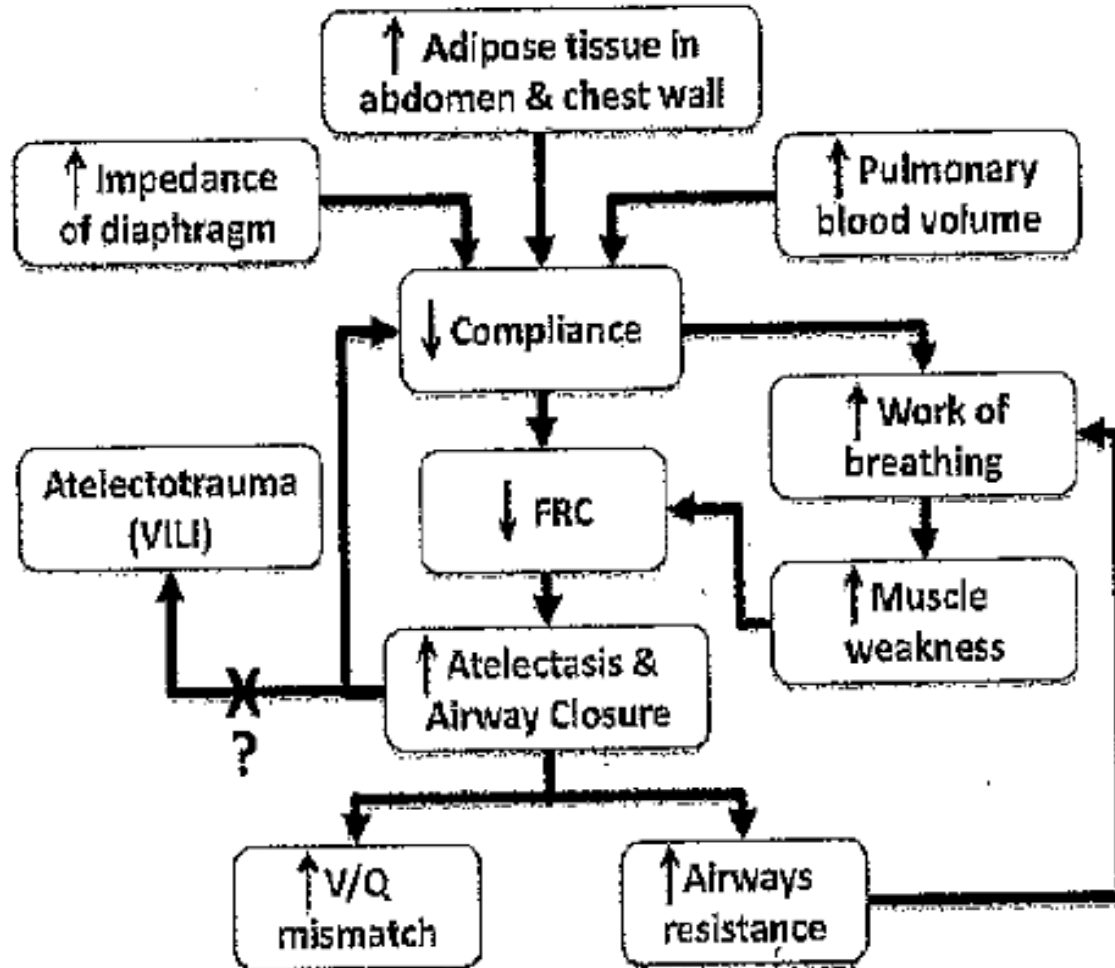 ↑ Adipose tissue in
abdomen & chest wall
↑ Impedance
of diaphragm
↑ Pulmonary
blood volume
↓ Compliance
↑ Work of
breathing
Atelectotrauma
(VILI)
↓ FRC
↑ Muscle
weakness
↑ Atelectasis &
Airway Closure
X
?
↑ V/Q
mismatch
↑ Airways
resistance